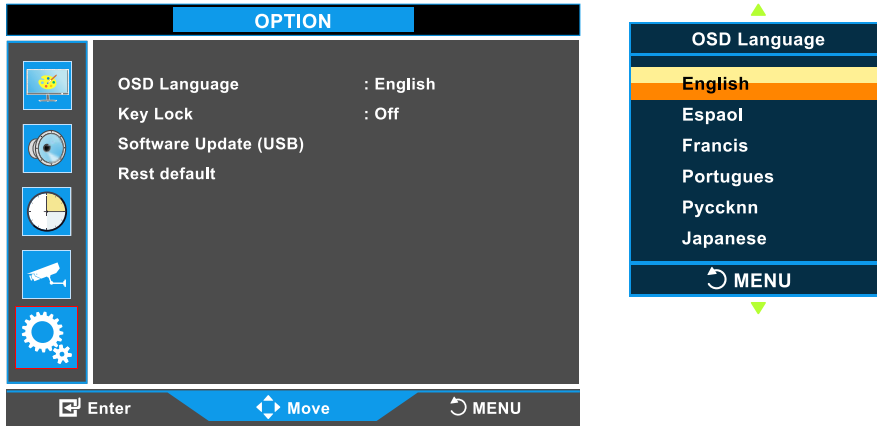 OPTION
OSD Language : English
Key Lock : Off
Software Update (USB)
Rest default
Enter Move MENU
OSD Language
English
Espaol
Francis
Portugues
Pyccknn
Japanese
MENU